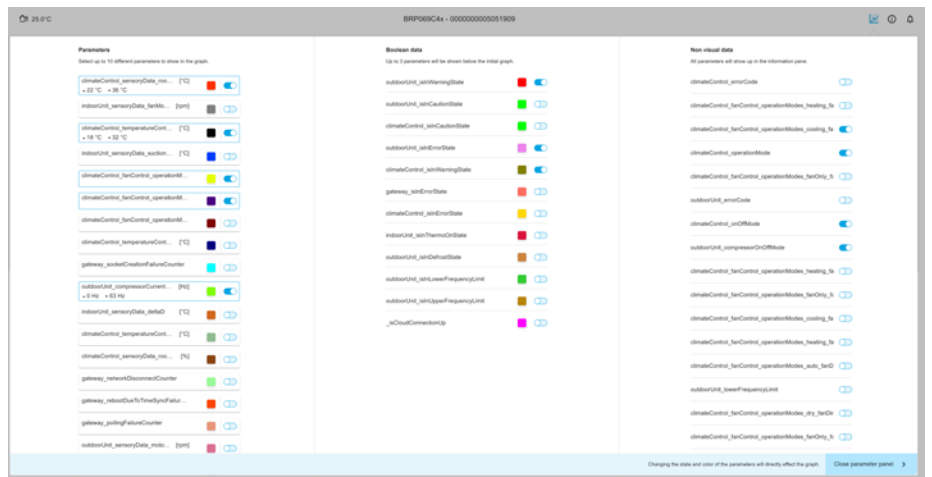 25.0°C
BRP069C4x - 0000000005051909
Parameters
Select up to 10 different parameters to show in the graph.
climateControl_sensoryData_roo... [°C]
22 °C 36 °C
indoorUnit_sensoryData_fanMo... [rpm]
climateControl_temperatureCont... [°C]
18 °C 32 °C
indoorUnit_sensoryData_suction... [°C]
climateControl_fanControl_operationM...
climateControl_fanControl_operationM...
climateControl_fanControl_operationM...
climateControl_temperatureCont... [°C]
gateway_socketCreationFailureCounter
outdoorUnit_compressorCurrent... [Hz]
0 Hz 63 Hz
indoorUnit_sensoryData_deltaD [°C]
climateControl_temperatureCont... [°C]
climateControl_sensoryData_roo... [%]
gateway_networkDisconnectCounter
gateway_rebootDueToTimeSyncFailur...
gateway_pollingFailureCounter
outdoorUnit_sensoryData_moto... [rpm]
Boolean data
Up to 3 parameters will be shown below the initial graph.
outdoorUnit_isInWarningState
outdoorUnit_isInCautionState
climateControl_isInCautionState
outdoorUnit_isInErrorState
climateControl_isInWarningState
gateway_isInErrorState
climateControl_isInErrorState
indoorUnit_isInThermoOnState
outdoorUnit_isInDefrostState
outdoorUnit_isInLowerFrequencyLimit
outdoorUnit_isInUpperFrequencyLimit
_isCloudConnectionUp
Non visual data
All parameters will show up in the information pane.
climateControl_errorCode
climateControl_fanControl_operationModes_heating_fa
climateControl_fanControl_operationModes_cooling_fa
climateControl_operationMode
climateControl_fanControl_operationModes_fanOnly_fa
outdoorUnit_errorCode
climateControl_onOffMode
outdoorUnit_compressorOnOffMode
climateControl_fanControl_operationModes_heating_fa
climateControl_fanControl_operationModes_fanOnly_fa
climateControl_fanControl_operationModes_cooling_fa
climateControl_fanControl_operationModes_heating_fa
climateControl_fanControl_operationModes_auto_fanD
outdoorUnit_lowerFrequencyLimit
climateControl_fanControl_operationModes_dry_fanDir
climateControl_fanControl_operationModes_fanOnly_fa
Changing the state and color of the parameters will directly effect the graph
Close parameter panel